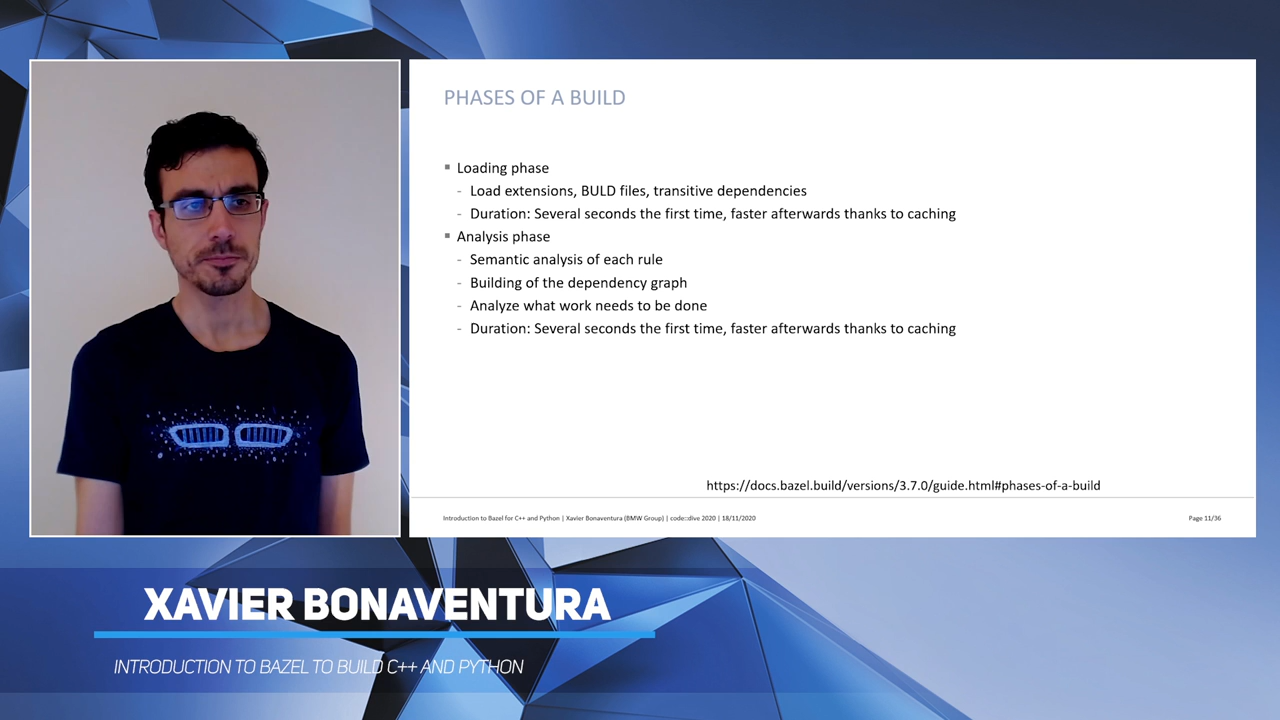 PHASES OF A BUILD
▪ Loading phase
- Load extensions, BULD files, transitive dependencies
- Duration: Several seconds the first time, faster afterwards thanks to caching
▪ Analysis phase
- Semantic analysis of each rule
- Building of the dependency graph
- Analyze what work needs to be done
- Duration: Several seconds the first time, faster afterwards thanks to caching
https://docs.bazel.build/versions/3.7.0/guide.html#phases-of-a-build
Introduction to Bazel for C++ and Python | Xavier Bonaventura (BMW Group) | code::dive 2020 | 18/11/2020
Page 11/36
XAVIER BONAVENTURA
INTRODUCTION TO BAZEL TO BUILD C++ AND PYTHON